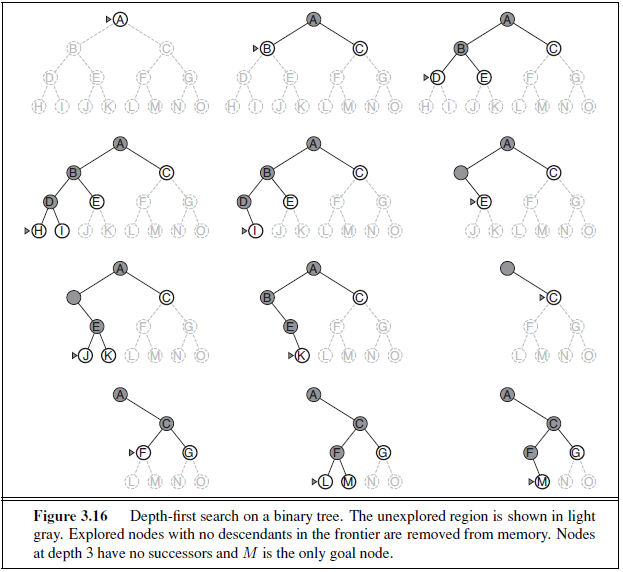 A A A
B C B C B C
D E F G D E F G D E F G
H I J K L M N O H I J K L M N O H I J K L M N O
A A A
B C B C C
D E F G D E F G E F G
H I J K L M N O I J K L M N O J K L M N O
A A
C B C C
E F G E F G F G
J K L M N O K L M N O L M N O
A A A
C C C
F G F G F G
L M N O L M N O M N O
Figure 3.16 Depth-first search on a binary tree. The unexplored region is shown in light
gray. Explored nodes with no descendants in the frontier are removed from memory. Nodes
at depth 3 have no successors and M is the only goal node.